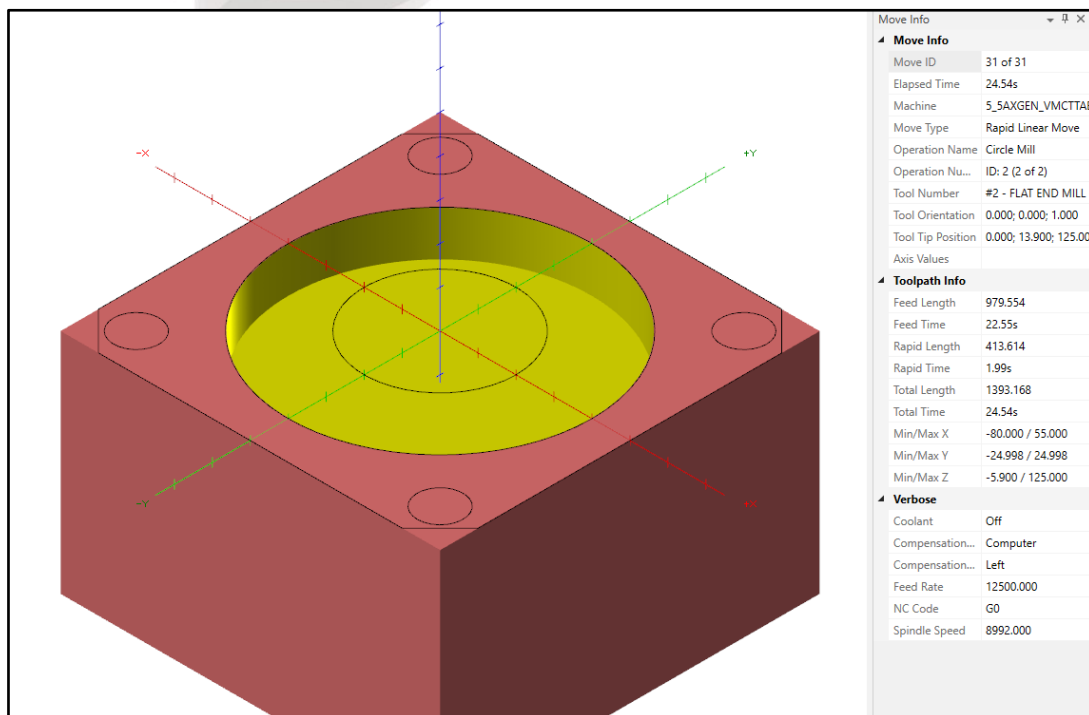 Move Info
Move Info
Move ID 31 of 31
Elapsed Time 24.54s
Machine 5_5AXGEN_VMCTTAE
Move Type Rapid Linear Move
Operation Name Circle Mill
Operation Nu... ID: 2 (2 of 2)
Tool Number #2 - FLAT END MILL
Tool Orientation 0.000; 0.000; 1.000
Tool Tip Position 0.000; 13.900; 125.00
Axis Values
Toolpath Info
Feed Length 979.554
Feed Time 22.55s
Rapid Length 413.614
Rapid Time 1.99s
Total Length 1393.168
Total Time 24.54s
Min/Max X -80.000 / 55.000
Min/Max Y -24.998 / 24.998
Min/Max Z -5.900 / 125.000
Verbose
Coolant Off
Compensation... Computer
Compensation... Left
Feed Rate 12500.000
NC Code G0
Spindle Speed 8992.000
-X
+Y
-Y
+X